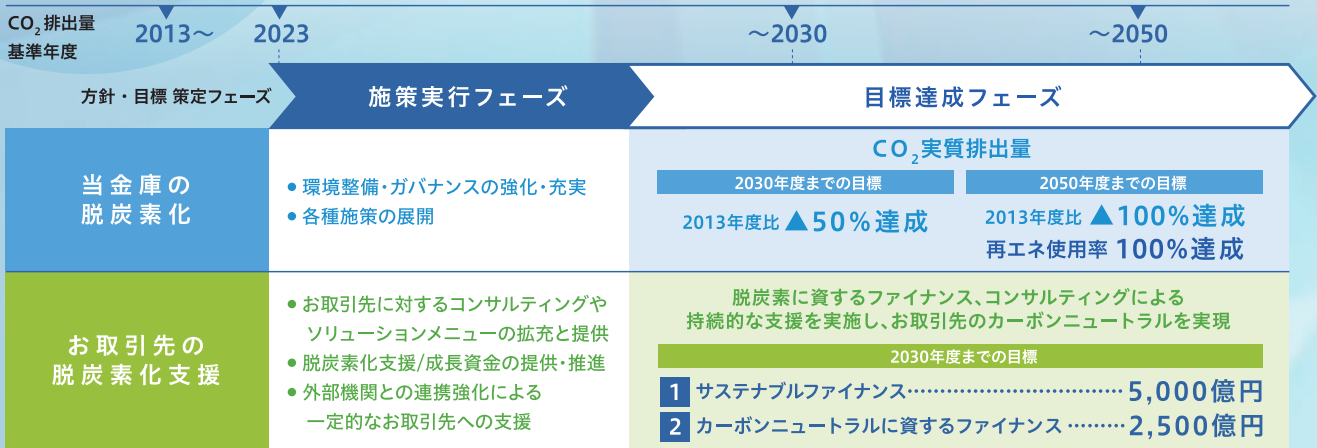 CO2排出量
基準年度
2013～
2023
～2030
～2050
方針・目標 策定フェーズ
施策実行フェーズ
目標達成フェーズ
当金庫の
脱炭素化
●環境整備・ガバナンスの強化・充実
●各種施策の展開
CO2実質排出量
2030年度までの目標
2013年度比 ▲50%達成
2050年度までの目標
2013年度比 ▲100%達成
再エネ使用率 100%達成
お取引先の
脱炭素化支援
●お取引先に対するコンサルティングや
ソリューションメニューの拡充と提供
●脱炭素化支援/成長資金の提供・推進
●外部機関との連携強化による
一定的なお取引先への支援
脱炭素に資するファイナンス、コンサルティングによる
持続的な支援を実施し、お取引先のカーボンニュートラルを実現
2030年度までの目標
1 サステナブルファイナンス……………………………5,000億円
2 カーボンニュートラルに資するファイナンス………2,500億円